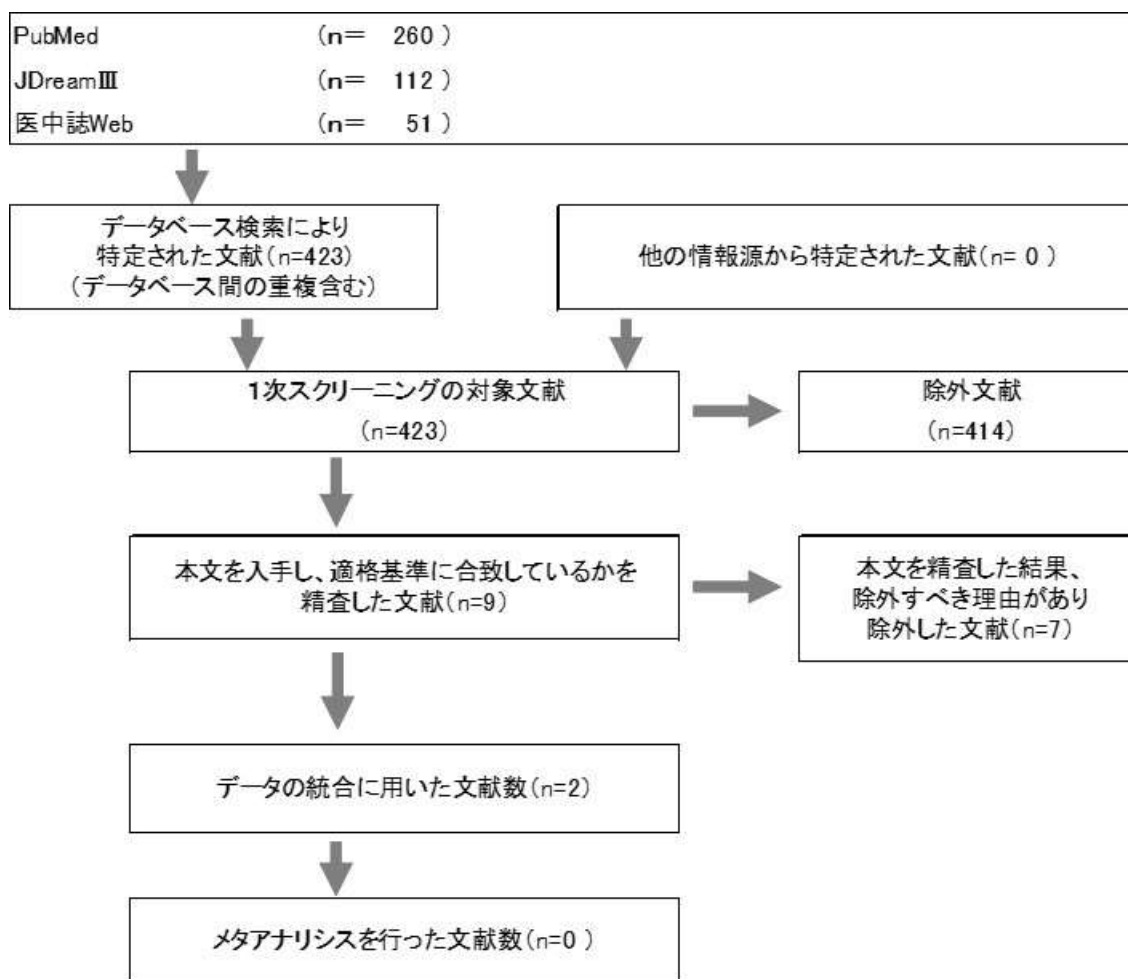 PubMed (n= 260 )
JDreamⅢ (n= 112 )
医中誌Web (n= 51 )
データベース検索により
特定された文献(n=423)
(データベース間の重複含む)
他の情報源から特定された文献(n= 0 )
1次スクリーニングの対象文献
(n=423)
除外文献
(n=414)
本文を入手し、適格基準に合致しているかを
精査した文献(n=9)
本文を精査した結果、
除外すべき理由があり
除外した文献(n=7)
データの統合に用いた文献数(n=2)
メタアナリシスを行った文献数(n=0 )